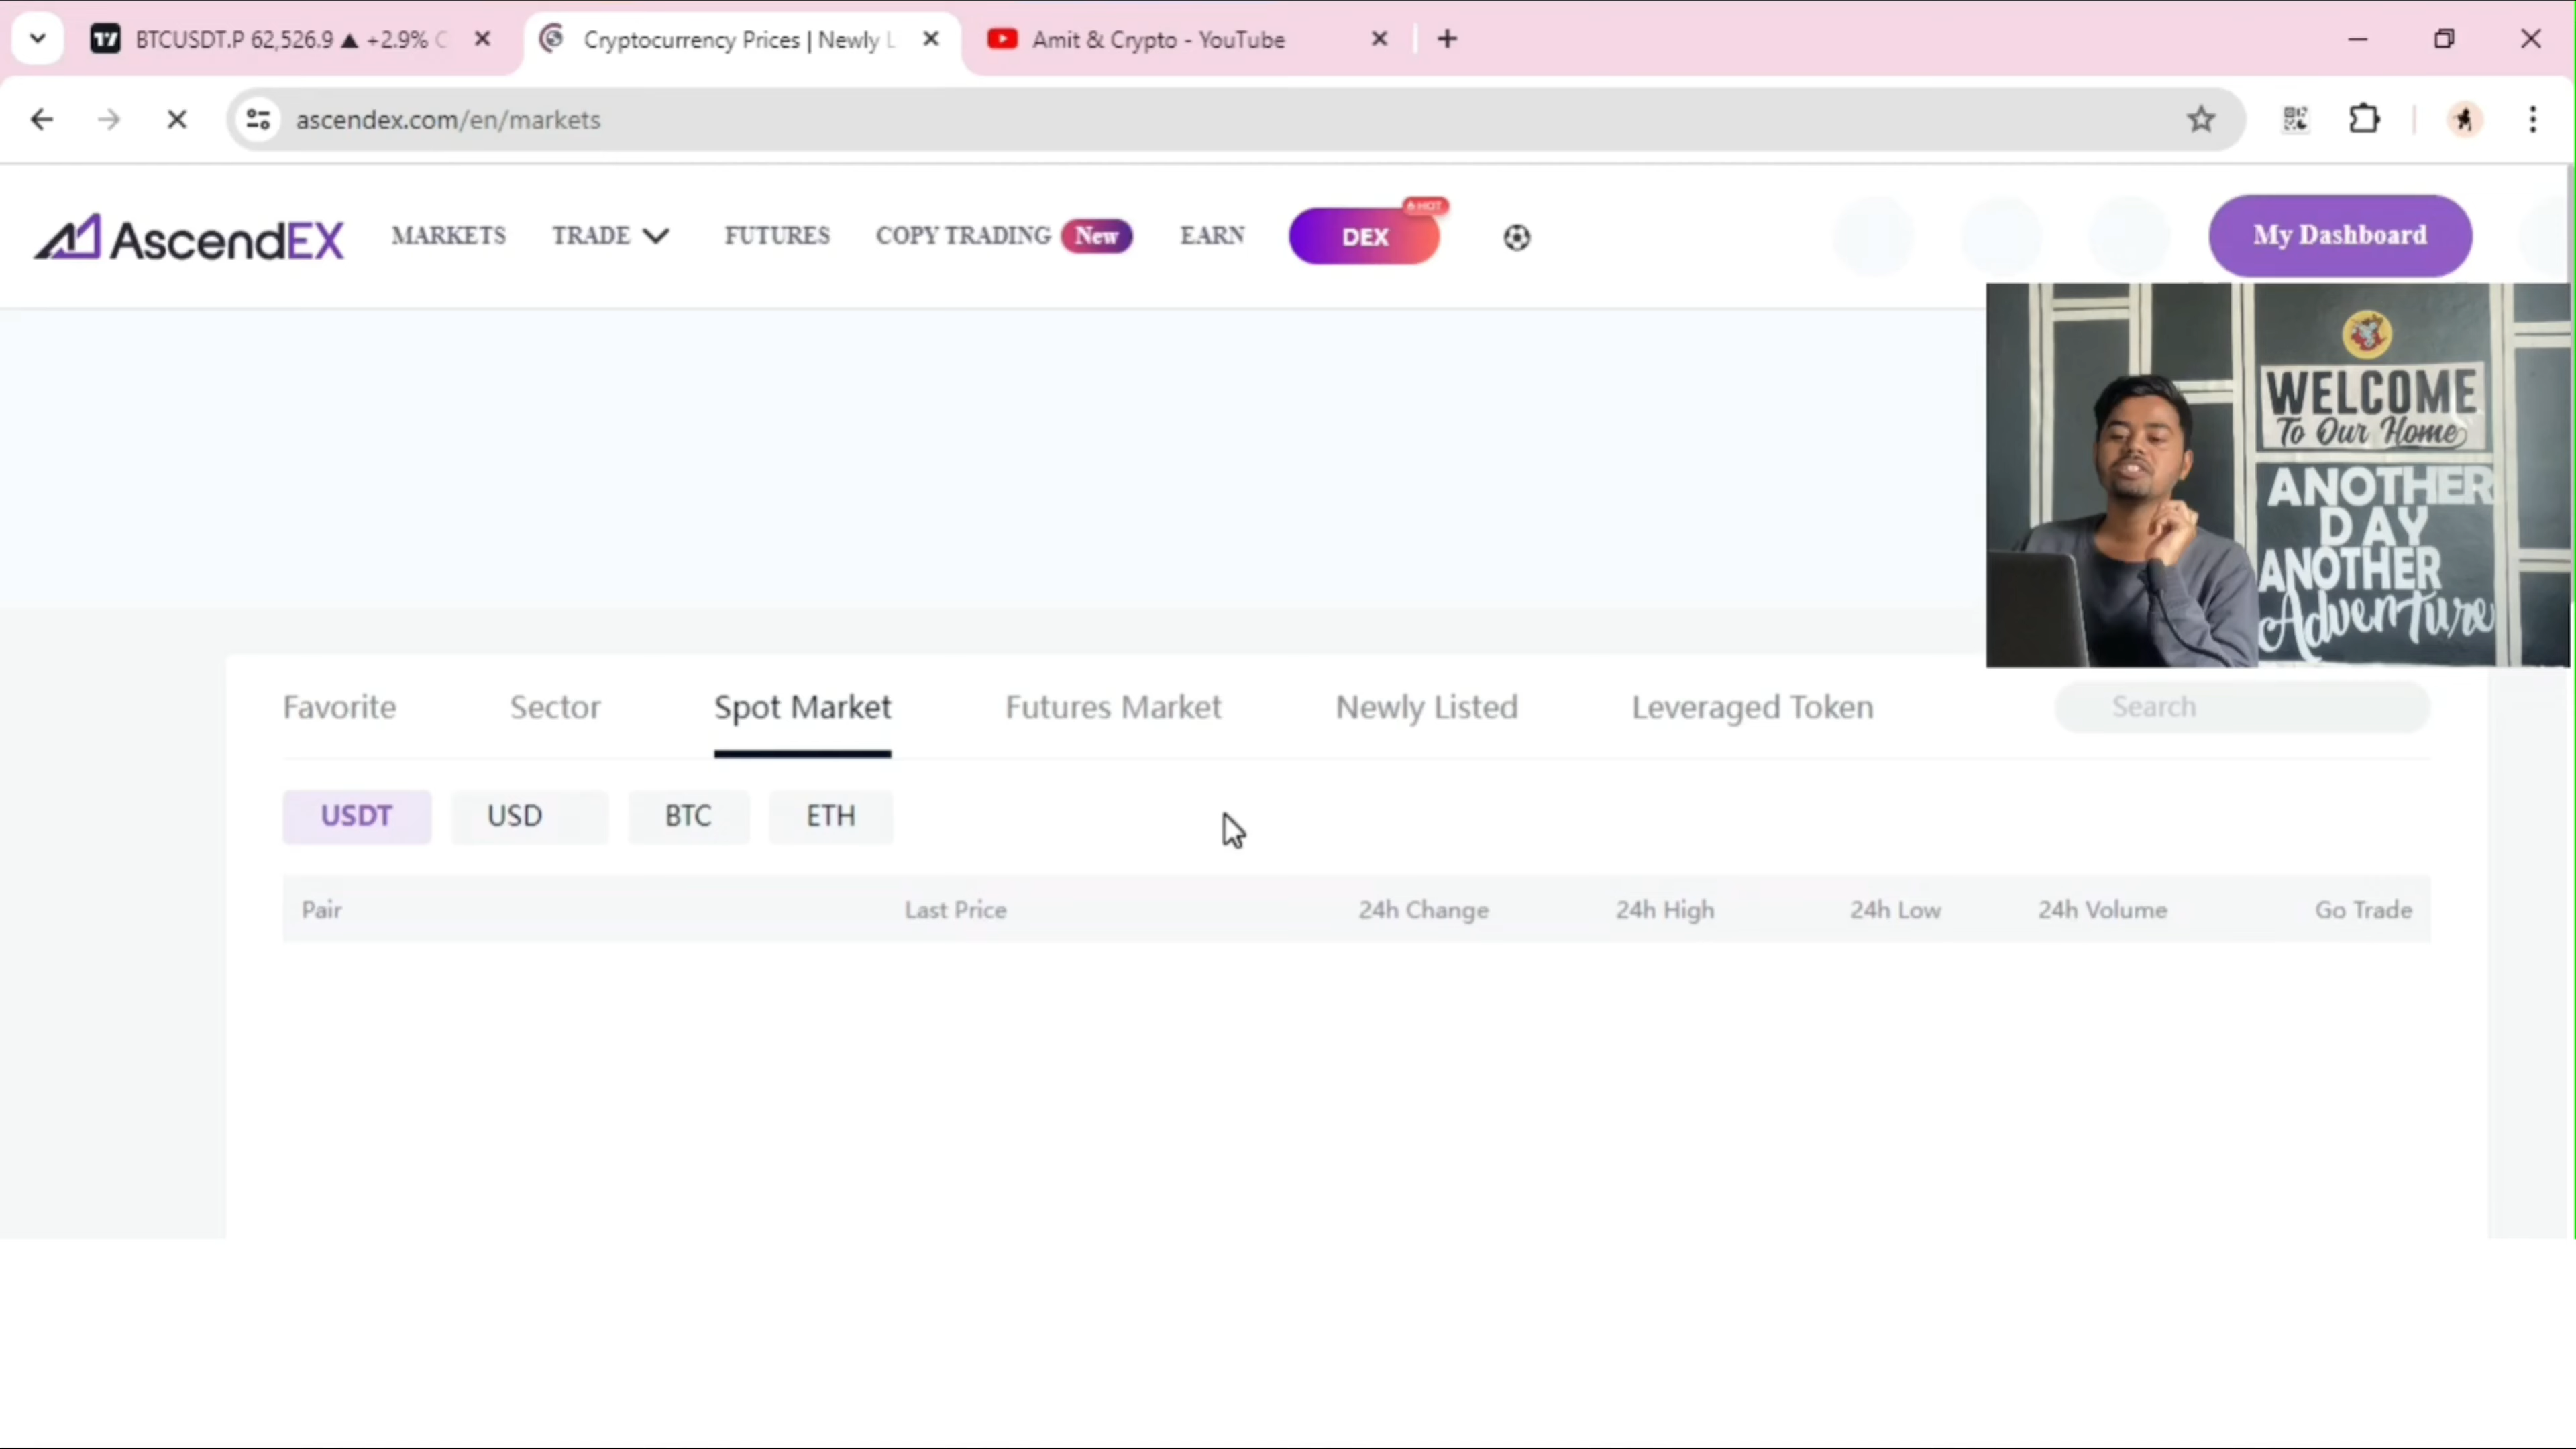 BTCUSDT.P 62,526.9 ▲ +2.9%
Cryptocurrency Prices | Newly L
Amit & Crypto - YouTube
ascendex.com/en/markets
AscendEX
MARKETS
TRADE
FUTURES
COPY TRADING New
EARN
DEX
HOT
My Dashboard
WELCOME
To Our Home
ANOTHER
DAY
ANOTHER
Adventure
Favorite
Sector
Spot Market
Futures Market
Newly Listed
Leveraged Token
Search
USDT
USD
BTC
ETH
Pair
Last Price
24h Change
24h High
24h Low
24h Volume
Go Trade